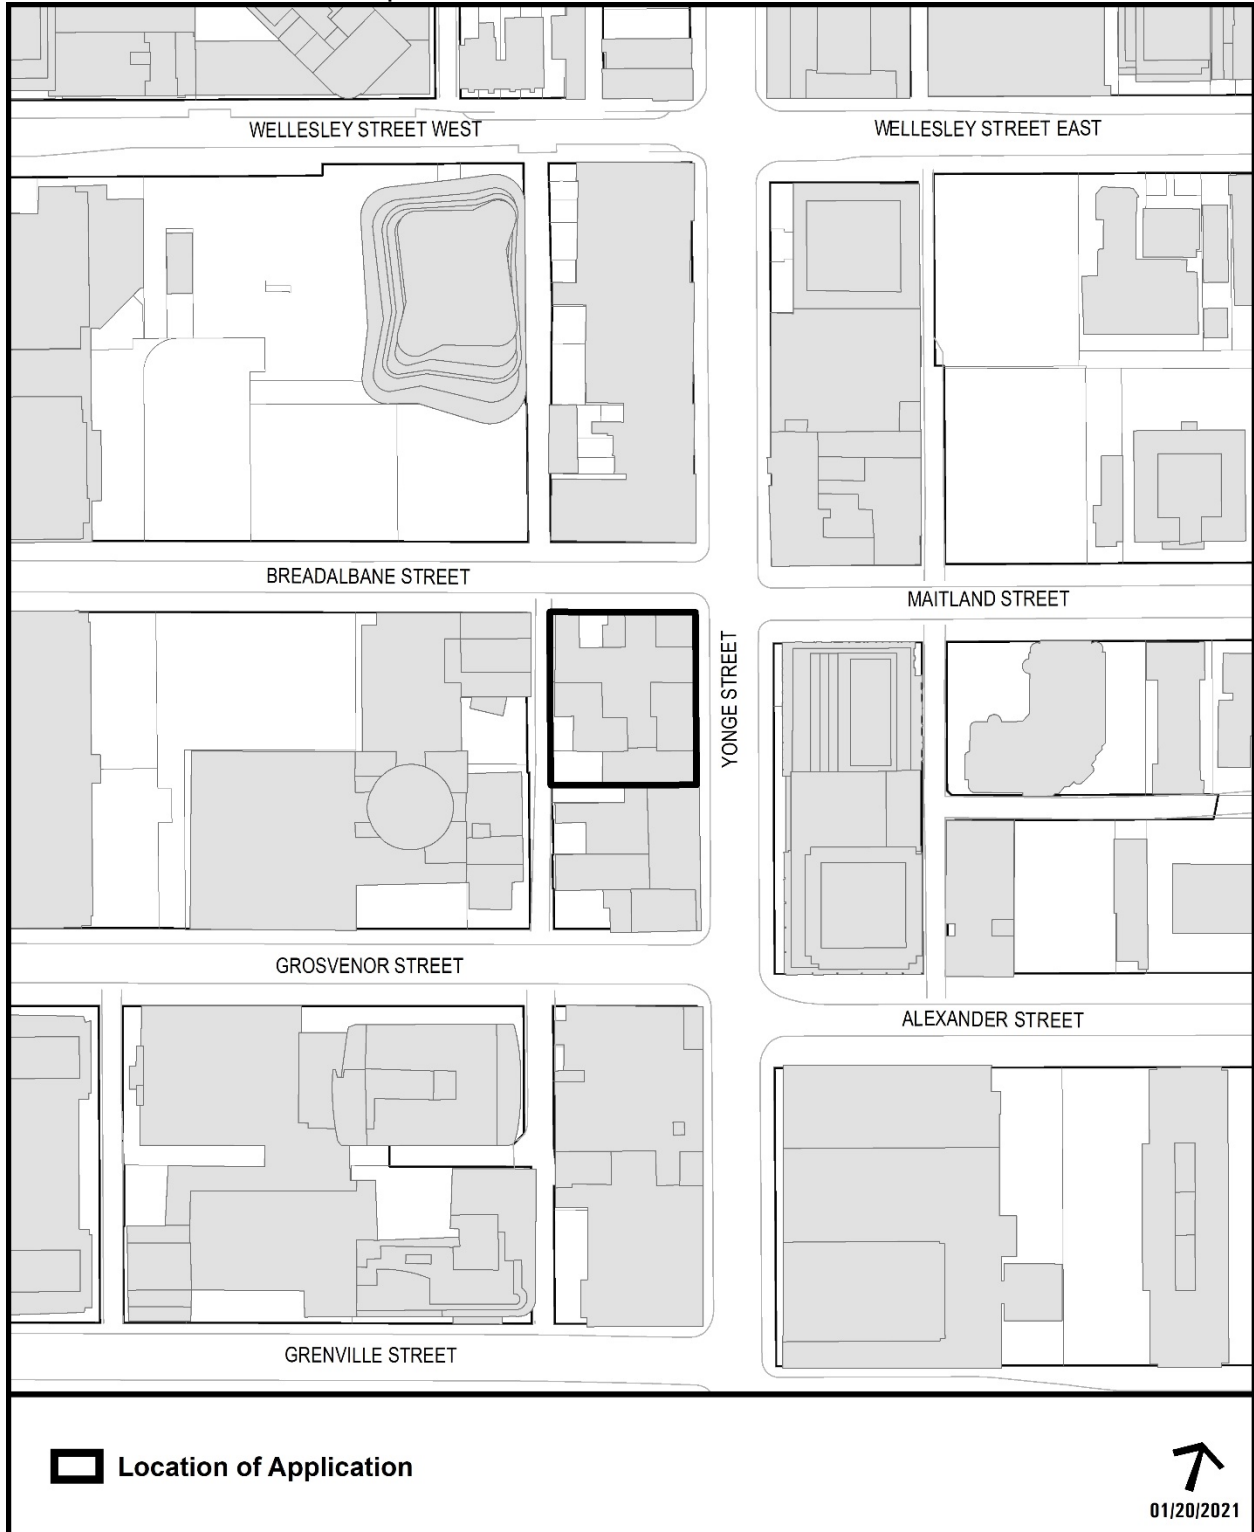 WELLESLEY STREET WEST
WELLESLEY STREET EAST
BREADALBANE STREET
MAITLAND STREET
YONGE STREET
GROSVENOR STREET
ALEXANDER STREET
GRENVILLE STREET
Location of Application
01/20/2021